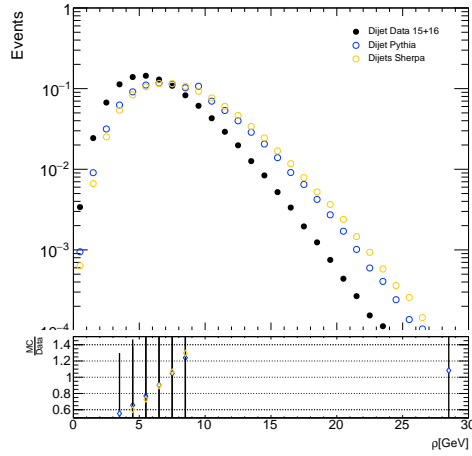 Events
1
10⁻¹
10⁻²
10⁻³
10⁻⁴
Dijet Data 15+16
Dijet Pythia
Dijets Sherpa
MC
Data
1.4
1.2
1
0.8
0.6
0 5 10 15 20 25 30
ρ[GeV]